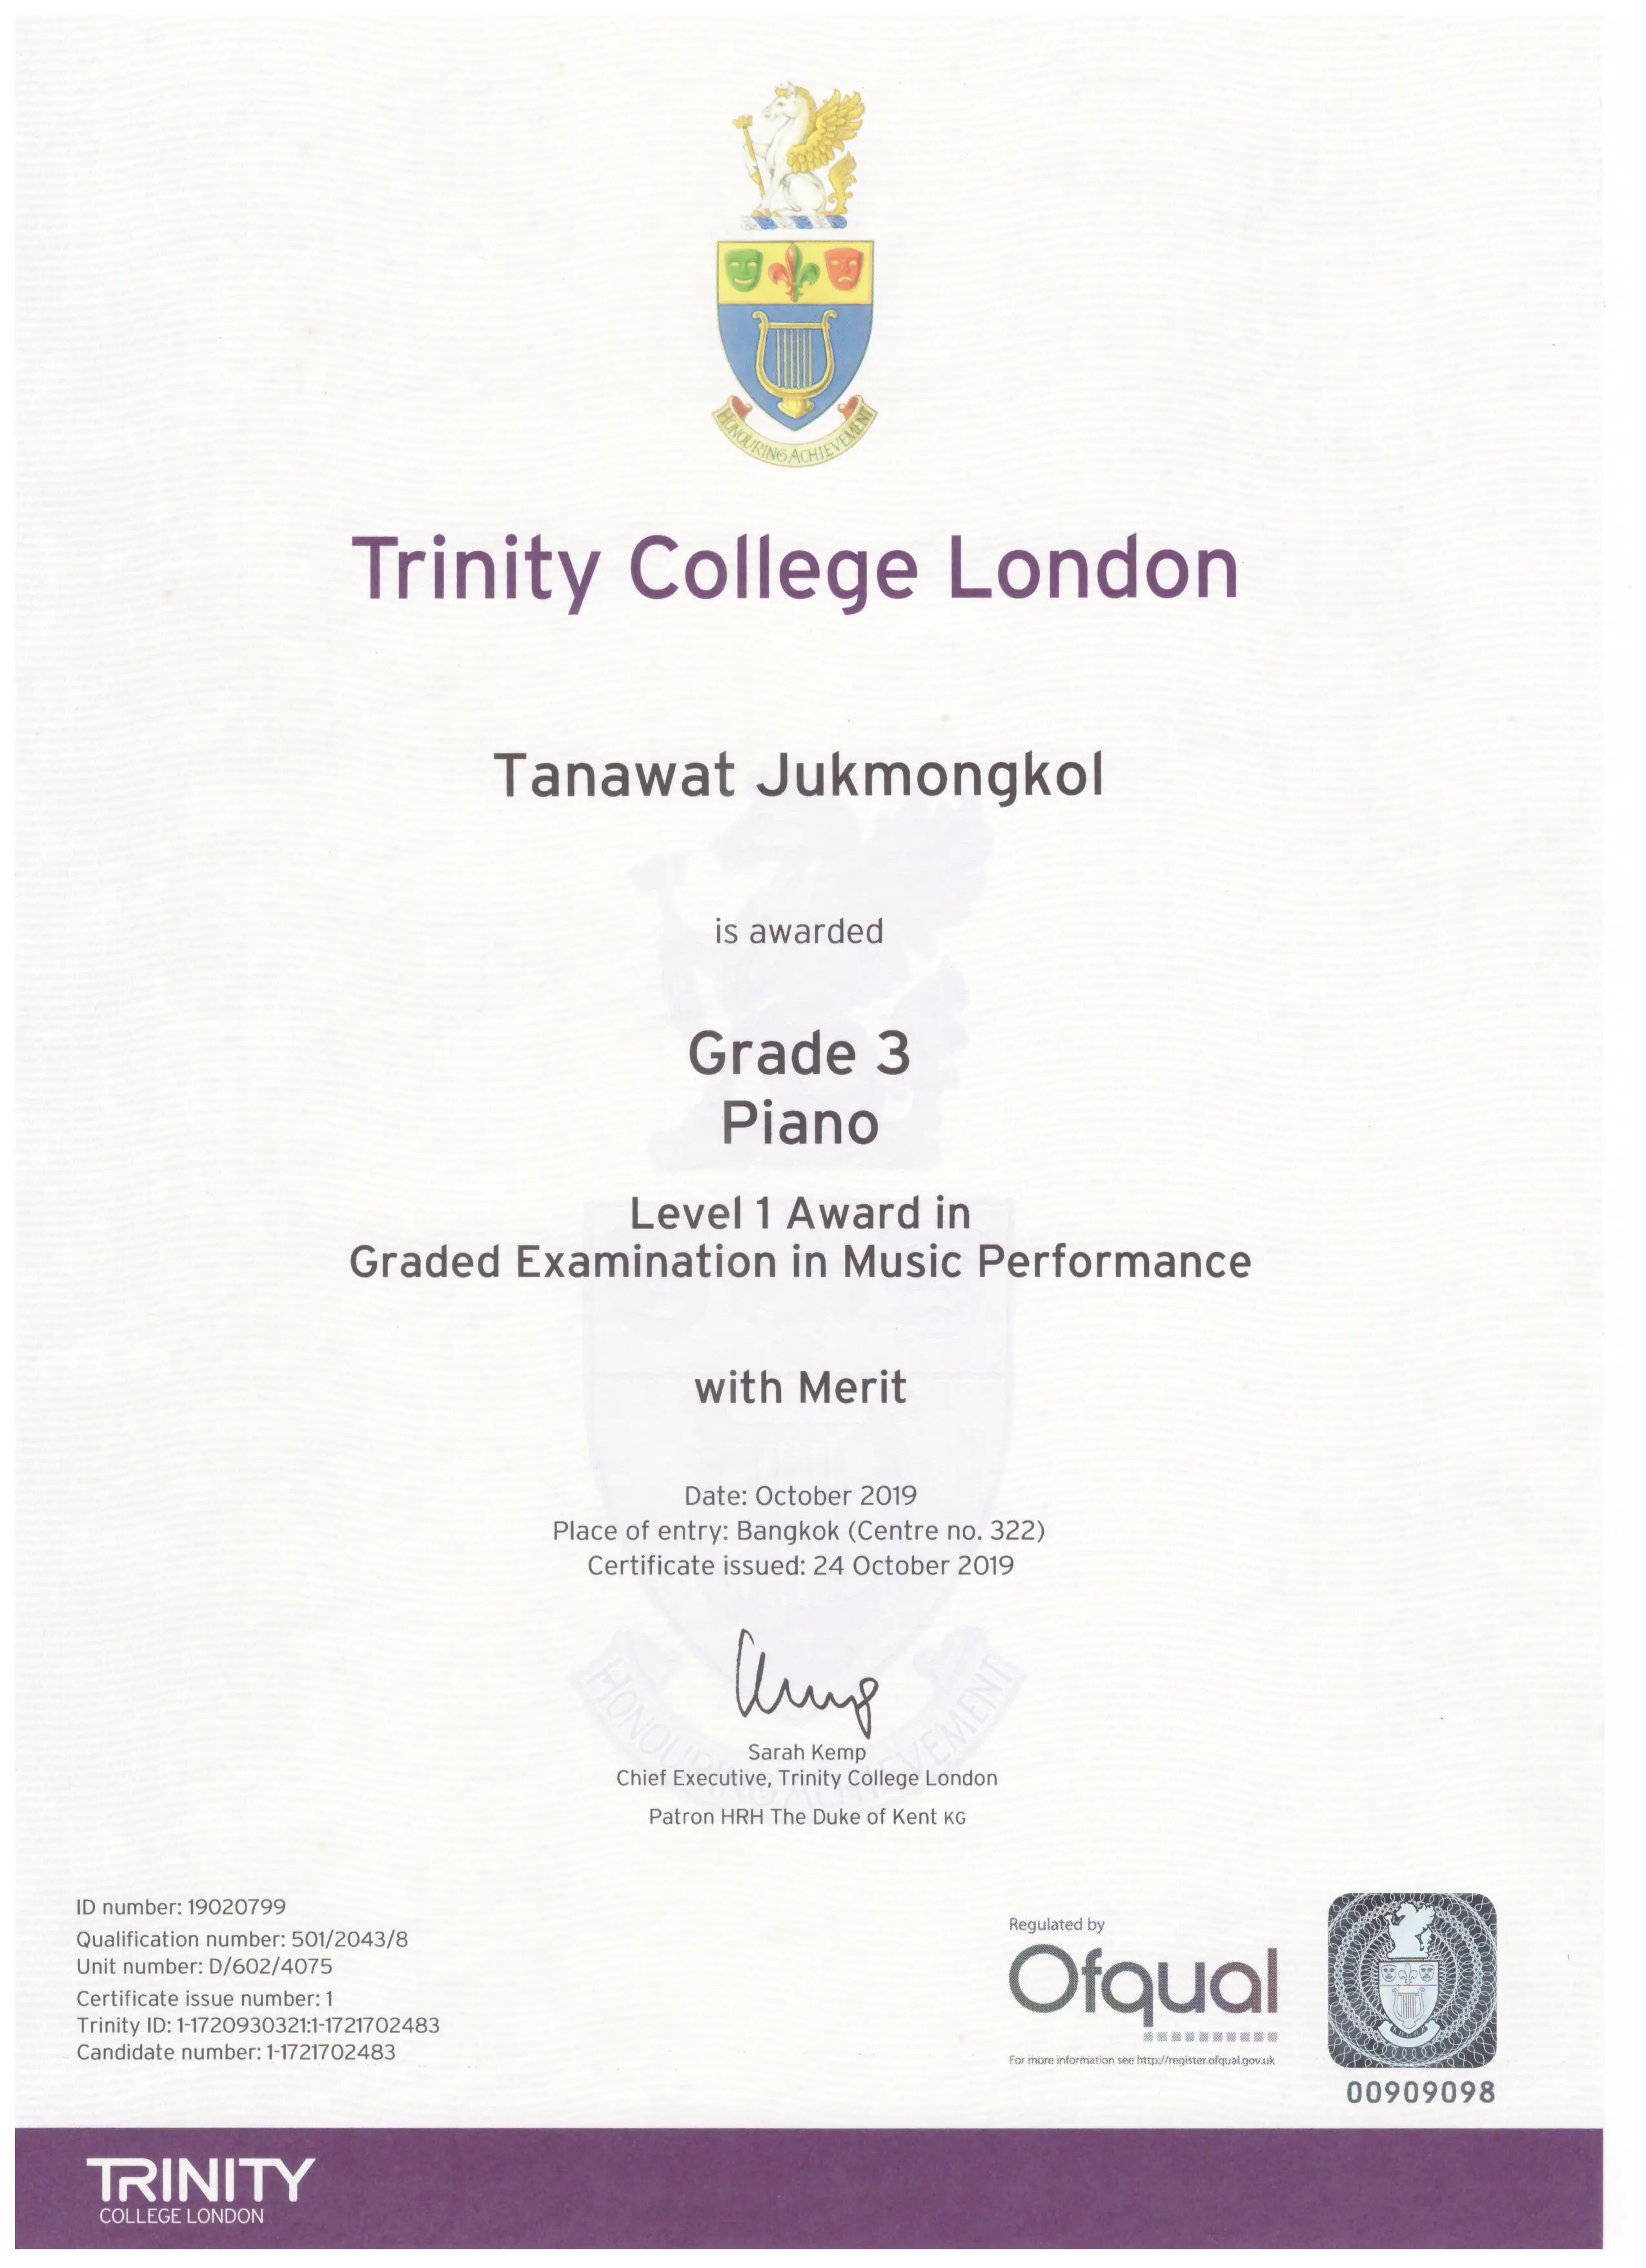 HONOURING ACHIEVEMENT
Trinity College London
Tanawat Jukmongkol
is awarded
Grade 3
Piano
Level 1 Award in
Graded Examination in Music Performance
with Merit
Date: October 2019
Place of entry: Bangkok (Centre no. 322)
Certificate issued: 24 October 2019
Sarah Kemp
Chief Executive, Trinity College London
Patron HRH The Duke of Kent KG
HONOURING ACHIEVEMENT
ID number: 19020799
Qualification number: 501/2043/8
Unit number: D/602/4075
Certificate issue number: 1
Trinity ID: 1-1720930321:1-1721702483
Candidate number: 1-1721702483
Regulated by
Ofqual
For more information see http://register.ofqual.gov.uk
00909098
TRINITY
COLLEGE LONDON